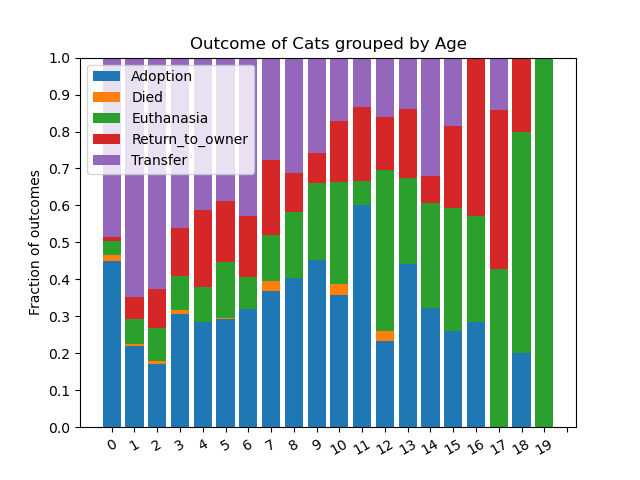 Outcome of Cats grouped by Age
Fraction of outcomes
1.0
0.9
0.8
0.7
0.6
0.5
0.4
0.3
0.2
0.1
0.0
Adoption
Died
Euthanasia
Return_to_owner
Transfer
0 1 2 3 4 5 6 7 8 9 10 11 12 13 14 15 16 17 18 19